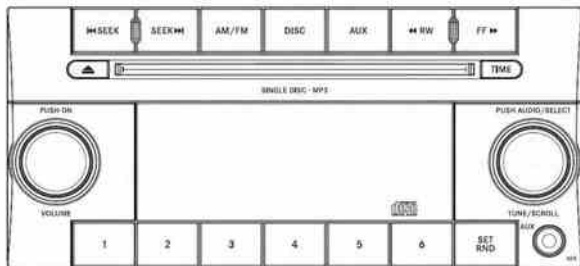 ⏮SEEK SEEK⏭ AM/FM DISC AUX ◀◀ RW FF ▶▶
TIME
SINGLE DISC - MP3
PUSH-ON PUSH AUDIO/SELECT
VOLUME TUNE/SCROLL
1 2 3 4 5 6 SET RND AUX